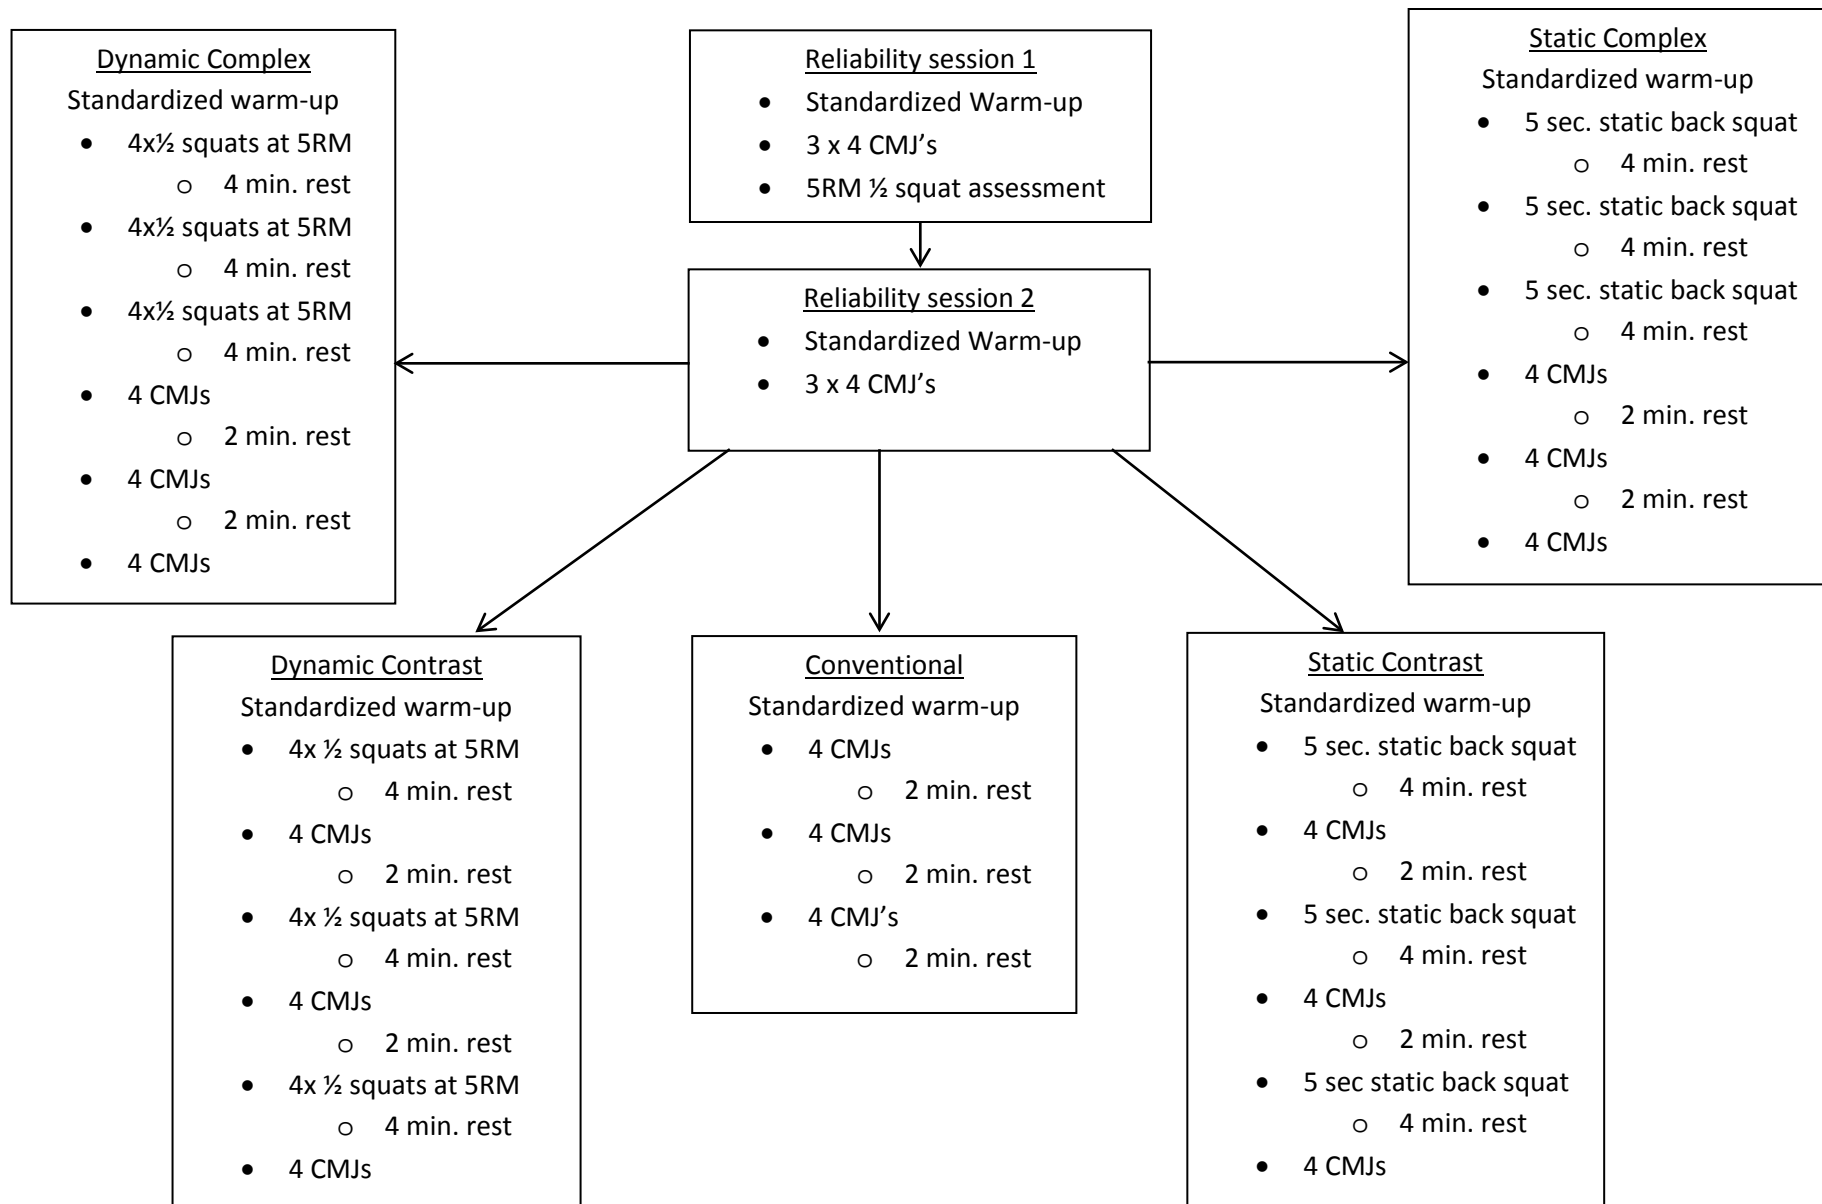 Dynamic Complex
Standardized warm-up
• 4x½ squats at 5RM
o 4 min. rest
• 4x½ squats at 5RM
o 4 min. rest
• 4x½ squats at 5RM
o 4 min. rest
• 4 CMJs
o 2 min. rest
• 4 CMJs
o 2 min. rest
• 4 CMJs
Reliability session 1
• Standardized Warm-up
• 3 x 4 CMJ’s
• 5RM ½ squat assessment
Reliability session 2
• Standardized Warm-up
• 3 x 4 CMJ’s
Static Complex
Standardized warm-up
• 5 sec. static back squat
o 4 min. rest
• 5 sec. static back squat
o 4 min. rest
• 5 sec. static back squat
o 4 min. rest
• 4 CMJs
o 2 min. rest
• 4 CMJs
o 2 min. rest
• 4 CMJs
Dynamic Contrast
Standardized warm-up
• 4x ½ squats at 5RM
o 4 min. rest
• 4 CMJs
o 2 min. rest
• 4x ½ squats at 5RM
o 4 min. rest
• 4 CMJs
o 2 min. rest
• 4x ½ squats at 5RM
o 4 min. rest
• 4 CMJs
Conventional
Standardized warm-up
• 4 CMJs
o 2 min. rest
• 4 CMJs
o 2 min. rest
• 4 CMJ’s
o 2 min. rest
Static Contrast
Standardized warm-up
• 5 sec. static back squat
o 4 min. rest
• 4 CMJs
o 2 min. rest
• 5 sec. static back squat
o 4 min. rest
• 4 CMJs
o 2 min. rest
• 5 sec static back squat
o 4 min. rest
• 4 CMJs